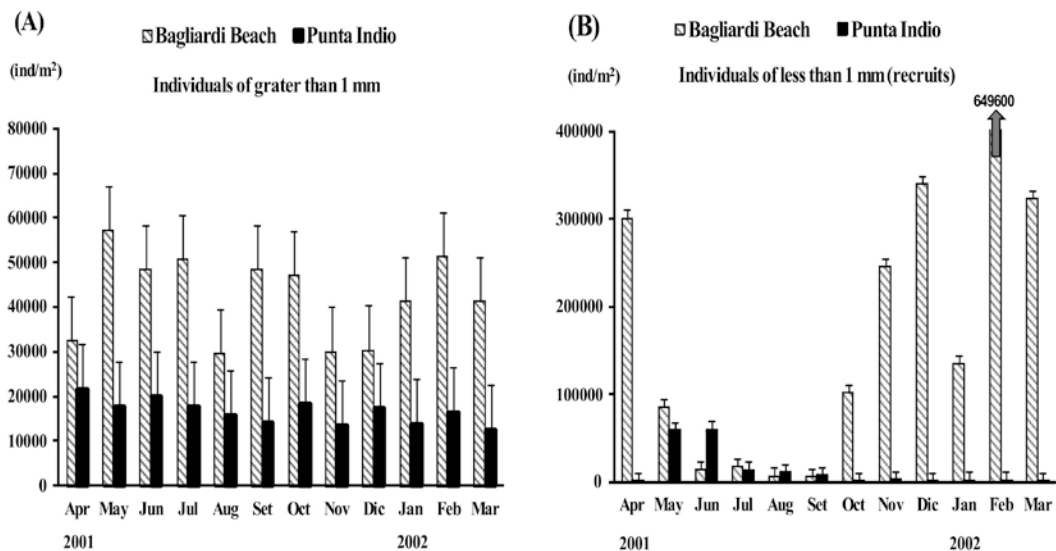 (A)
Bagliardi Beach Punta Indio
(ind/m²)
Individuals of grater than 1 mm
80000
70000
60000
50000
40000
30000
20000
10000
0
Apr May Jun Jul Aug Set Oct Nov Dic Jan Feb Mar
2001 2002
(B)
Bagliardi Beach Punta Indio
(ind/m²)
Individuals of less than 1 mm (recruits)
649600
400000
300000
200000
100000
0
Apr May Jun Jul Aug Set Oct Nov Dic Jan Feb Mar
2001 2002